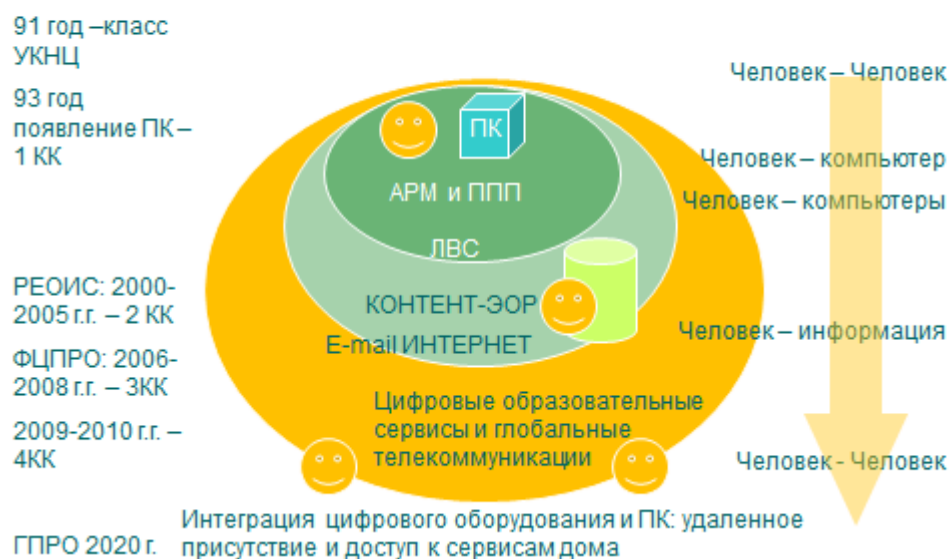 91 год –класс
УКНЦ
93 год
появление ПК –
1 КК
РЕОИС: 2000-
2005 г.г. – 2 КК
ФЦПРО: 2006-
2008 г.г. – 3КК
2009-2010 г.г. –
4КК
ГПРО 2020 г.
ПК
АРМ и ППП
ЛВС
КОНТЕНТ-ЭОР
E-mail ИНТЕРНЕТ
Цифровые образовательные
сервисы и глобальные
телекоммуникации
Интеграция цифрового оборудования и ПК: удаленное
присутствие и доступ к сервисам дома
Человек – Человек
Человек – компьютер
Человек – компьютеры
Человек – информация
Человек - Человек